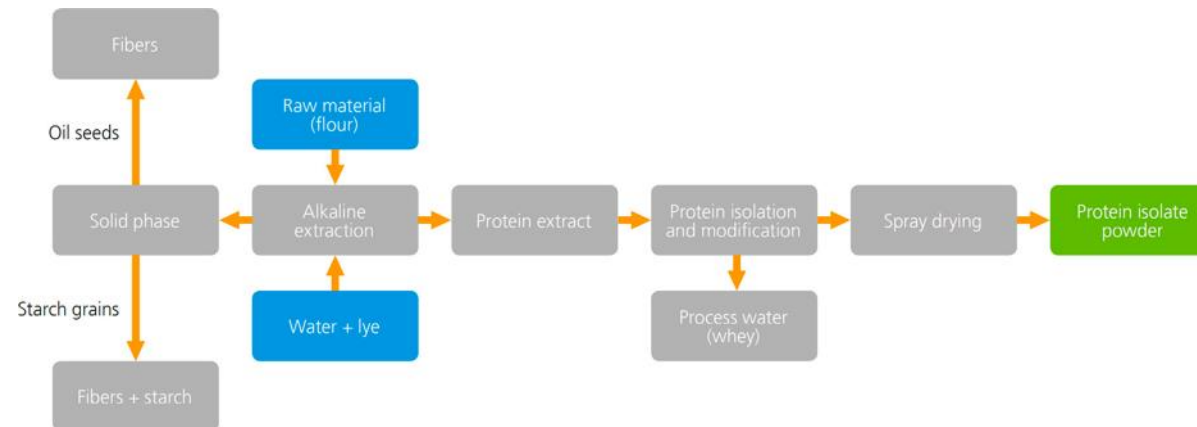 Fibers
Oil seeds
Raw material
(flour)
Solid phase
Alkaline
extraction
Protein extract
Protein isolation
and modification
Spray drying
Protein isolate
powder
Starch grains
Water + lye
Process water
(whey)
Fibers + starch